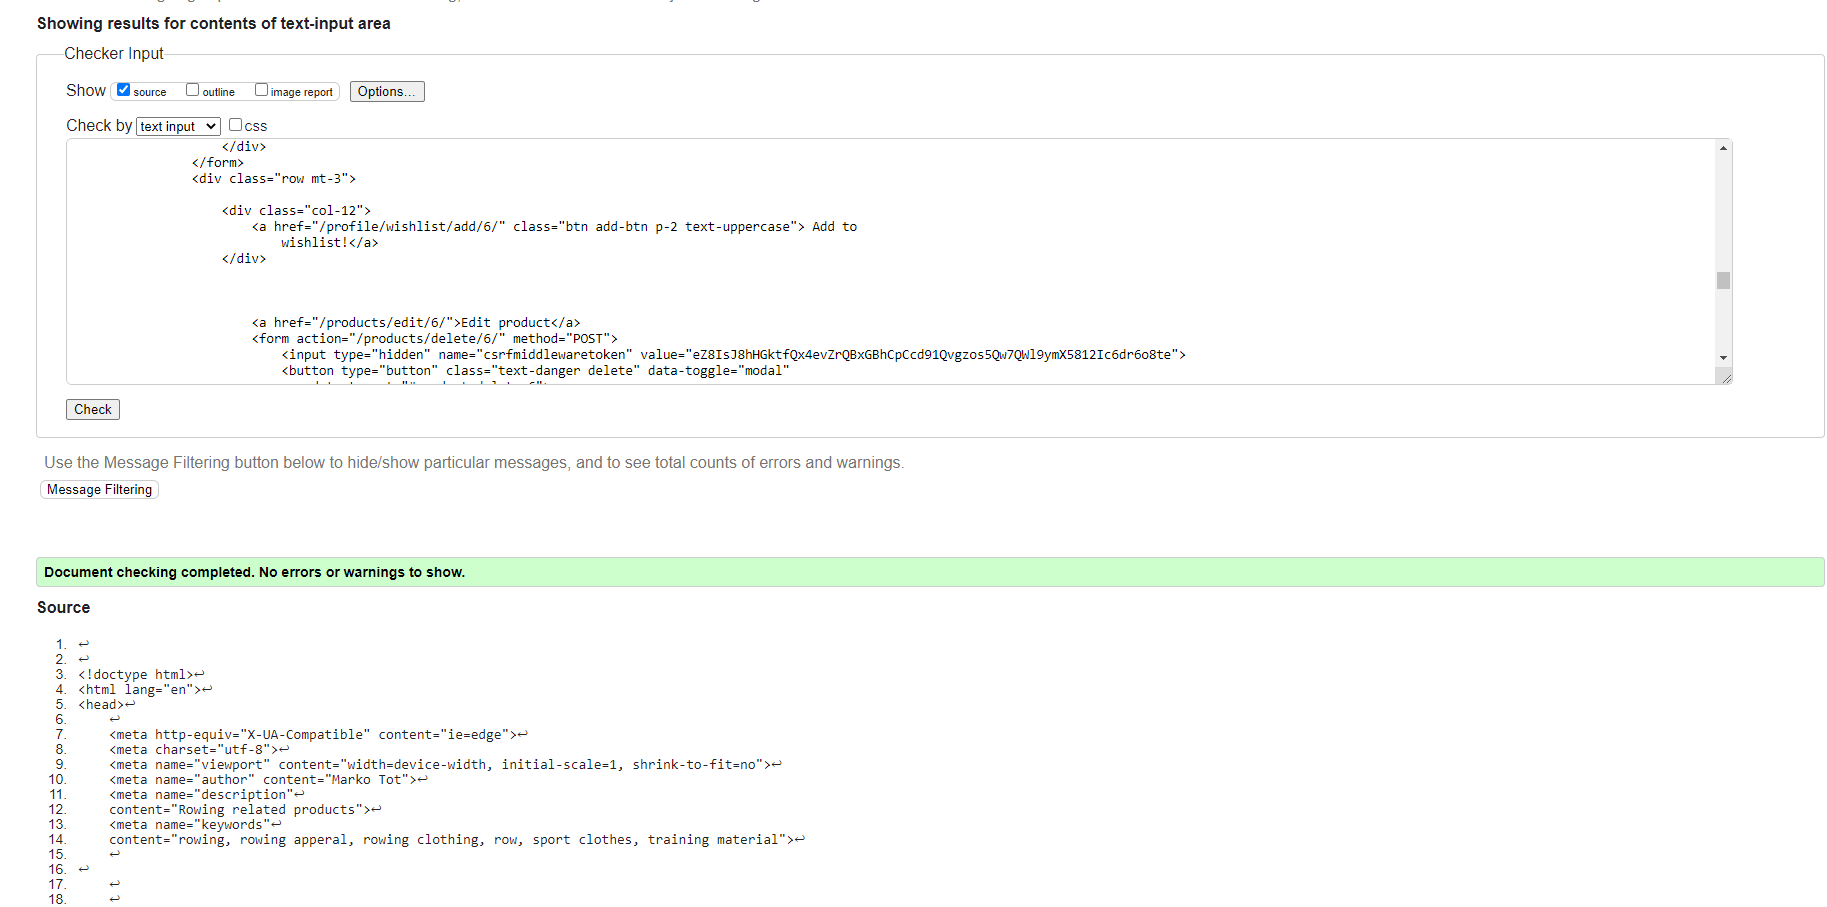 Showing results for contents of text-input area
Checker Input
Show source outline image report Options...
Check by text input css
</div>
</form>
<div class="row mt-3">
<div class="col-12">
<a href="/profile/wishlist/add/6/" class="btn add-btn p-2 text-uppercase"> Add to
wishlist!</a>
</div>
<a href="/products/edit/6/">Edit product</a>
<form action="/products/delete/6/" method="POST">
<input type="hidden" name="csrfmiddlewaretoken" value="eZ8IsJ8hHGktfQx4evZrQBxGBhCpCcd91Qvgzos5Qw7QWl9ymX5812Ic6dr6o8te">
<button type="button" class="text-danger delete" data-toggle="modal"
Check
Use the Message Filtering button below to hide/show particular messages, and to see total counts of errors and warnings.
Message Filtering
Document checking completed. No errors or warnings to show.
Source
1. ↩
2. ↩
3. <!doctype html>↩
4. <html lang="en">↩
5. <head>↩
6. ↩
7. <meta http-equiv="X-UA-Compatible" content="ie=edge">↩
8. <meta charset="utf-8">↩
9. <meta name="viewport" content="width=device-width, initial-scale=1, shrink-to-fit=no">↩
10. <meta name="author" content="Marko Tot">↩
11. <meta name="description"↩
12. content="Rowing related products">↩
13. <meta name="keywords"↩
14. content="rowing, rowing apperal, rowing clothing, row, sport clothes, training material">↩
15. ↩
16. ↩
17. ↩
18. ↩